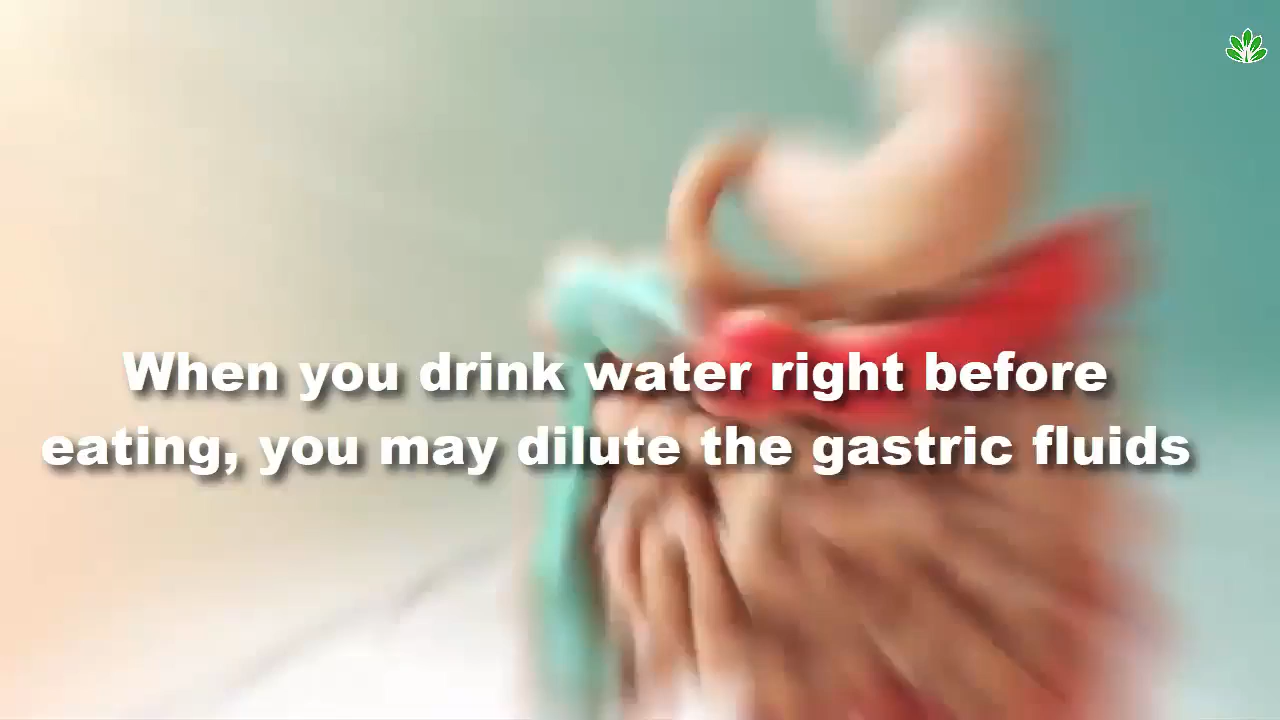 When you drink water right before
eating, you may dilute the gastric fluids